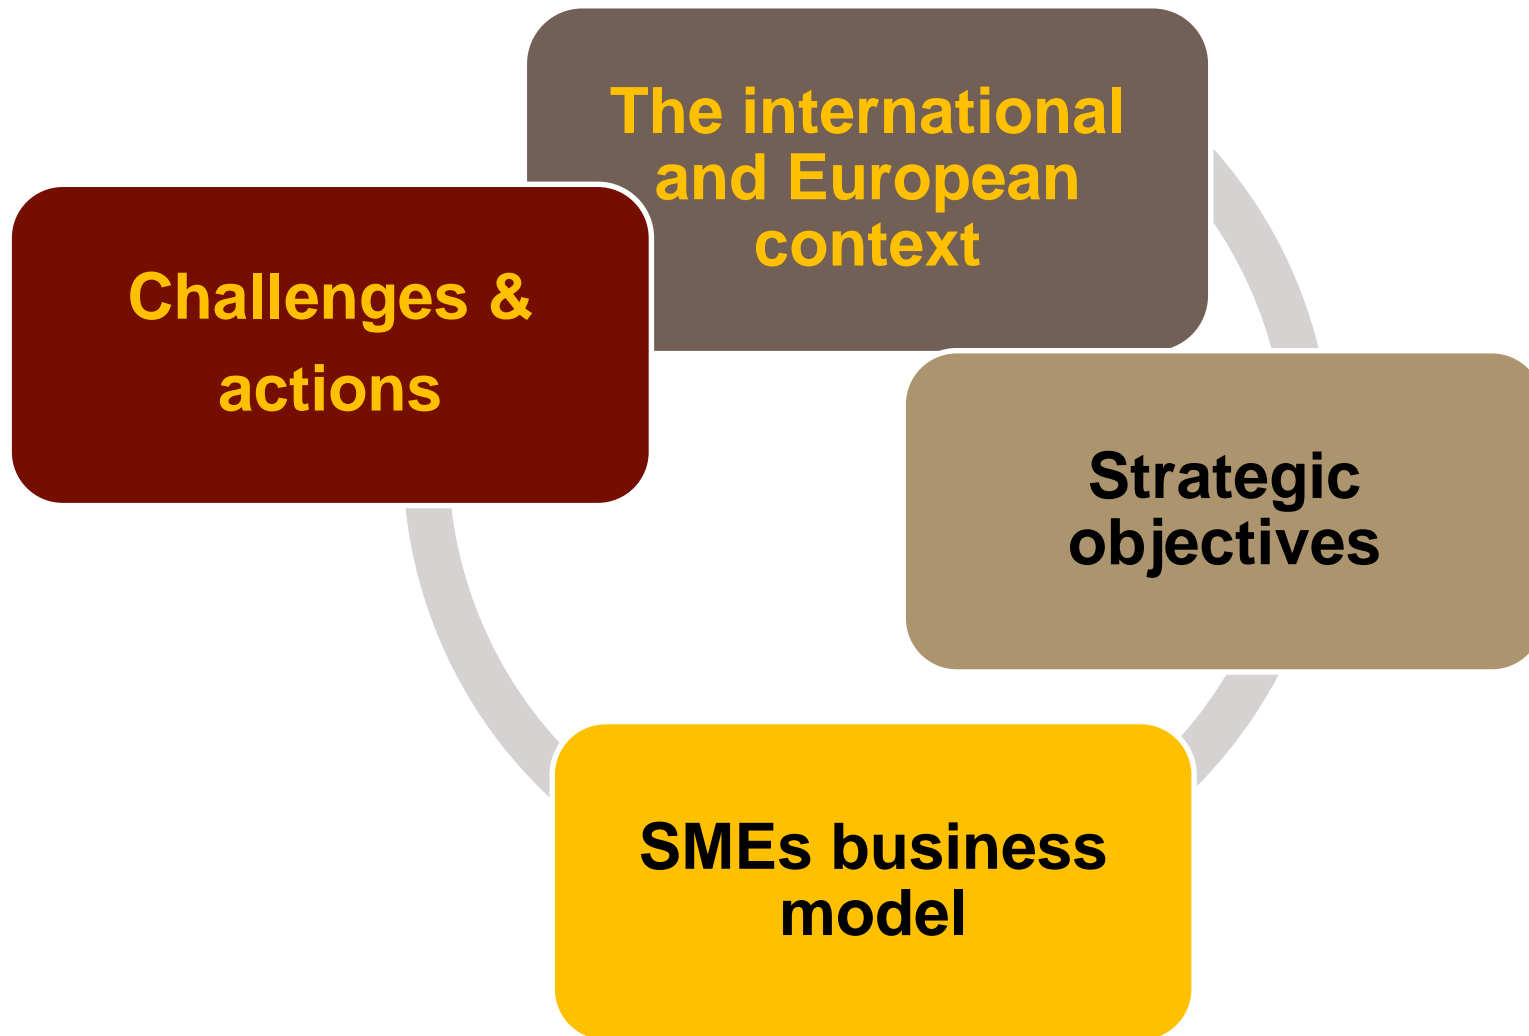 The international
and European
context
Challenges &
actions
Strategic
objectives
SMEs business
model